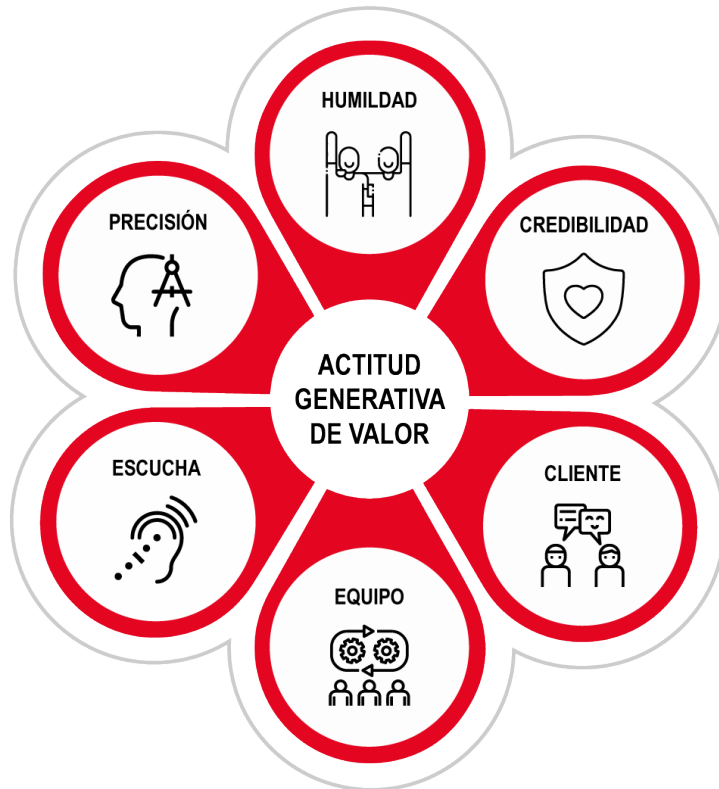 HUMILDAD
PRECISIÓN
CREDIBILIDAD
ACTITUD
GENERATIVA
DE VALOR
ESCUCHA
CLIENTE
EQUIPO